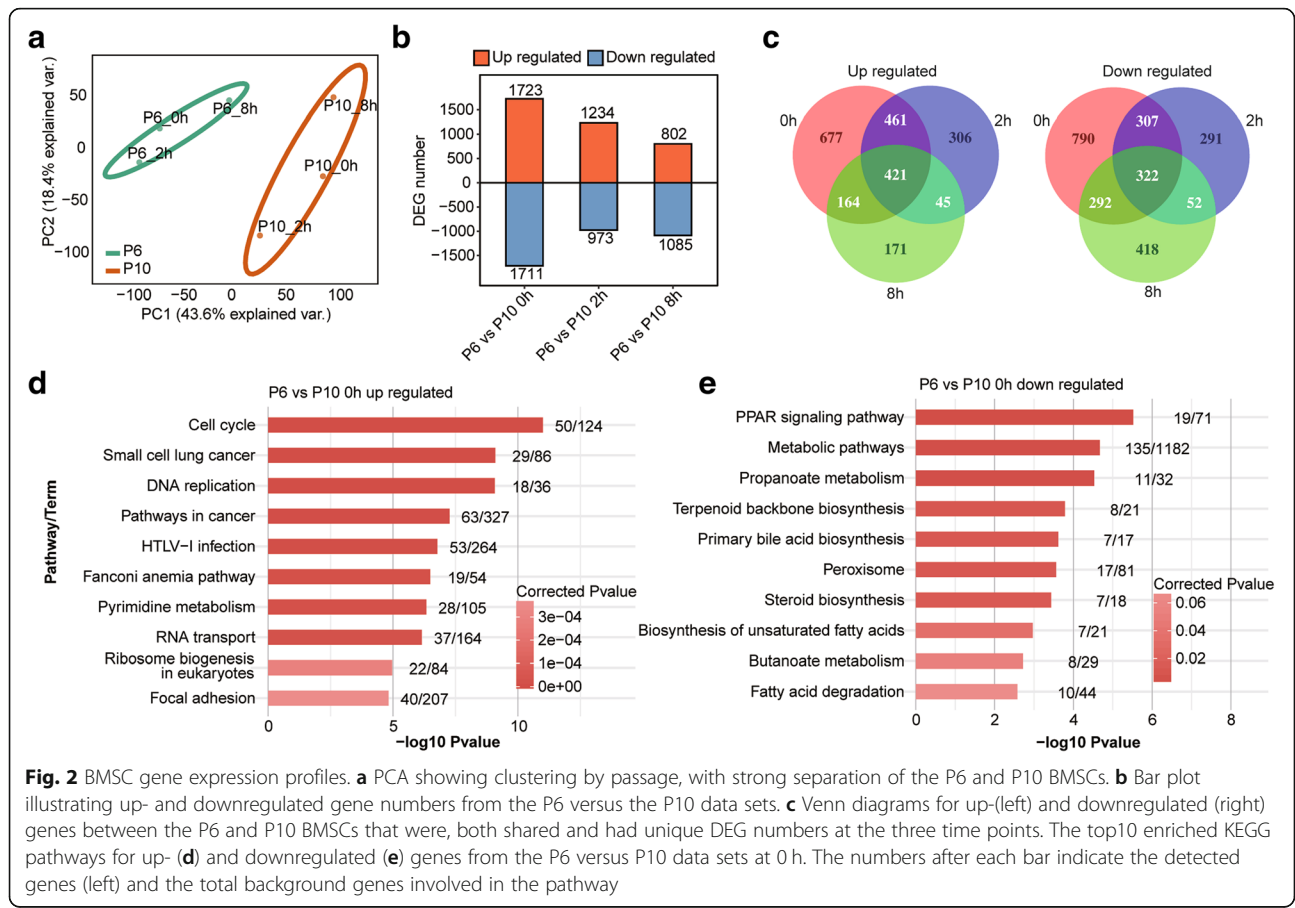 a
PC2 (18.4% explained var.)
50
0
−50
−100
P6_0h
P6_8h
P6_2h
P10_8h
P10_0h
P10_2h
P6
P10
−100 −50 0 50 100
PC1 (43.6% explained var.)
b
Up regulated Down regulated
DEG number
1500
1000
500
0
−500
−1000
−1500
1723
1234
802
1711
973
1085
P6 vs P10 0h
P6 vs P10 2h
P6 vs P10 8h
c
Up regulated
0h
2h
8h
677
461
306
421
164
45
171
Down regulated
0h
2h
8h
790
307
291
322
292
52
418
d
P6 vs P10 0h up regulated
Pathway/Term
Cell cycle 50/124
Small cell lung cancer 29/86
DNA replication 18/36
Pathways in cancer 63/327
HTLV−I infection 53/264
Fanconi anemia pathway 19/54
Pyrimidine metabolism 28/105
RNA transport 37/164
Ribosome biogenesis
in eukaryotes 22/84
Focal adhesion 40/207
Corrected Pvalue
3e−04
2e−04
1e−04
0e+00
0 5 10
−log10 Pvalue
e
P6 vs P10 0h down regulated
PPAR signaling pathway 19/71
Metabolic pathways 135/1182
Propanoate metabolism 11/32
Terpenoid backbone biosynthesis 8/21
Primary bile acid biosynthesis 7/17
Peroxisome 17/81
Steroid biosynthesis 7/18
Biosynthesis of unsaturated fatty acids 7/21
Butanoate metabolism 8/29
Fatty acid degradation 10/44
Corrected Pvalue
0.06
0.04
0.02
0 2 4 6 8
−log10 Pvalue
Fig. 2 BMSC gene expression profiles. a PCA showing clustering by passage, with strong separation of the P6 and P10 BMSCs. b Bar plot
illustrating up- and downregulated gene numbers from the P6 versus the P10 data sets. c Venn diagrams for up-(left) and downregulated (right)
genes between the P6 and P10 BMSCs that were, both shared and had unique DEG numbers at the three time points. The top10 enriched KEGG
pathways for up- (d) and downregulated (e) genes from the P6 versus P10 data sets at 0 h. The numbers after each bar indicate the detected
genes (left) and the total background genes involved in the pathway